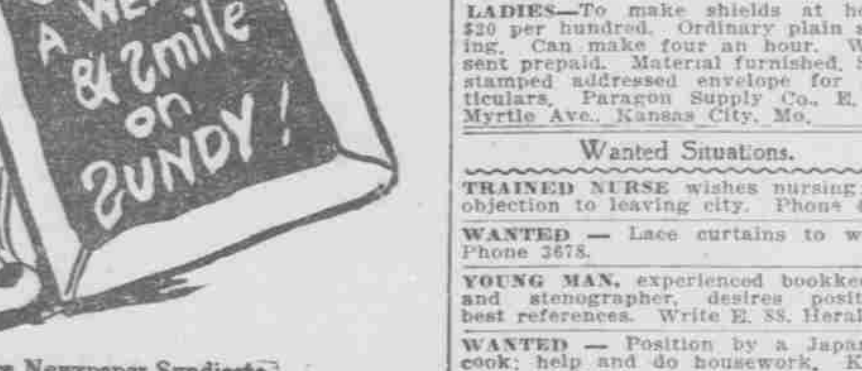 A WE
& Smile
on
SUNDY!
Newspaper Syndicate
LADIES—To make shields at
$20 per hundred. Ordinary plain
ing. Can make four an hour.
sent prepaid. Material furnished.
stamped addressed envelope for
ticulars. Paragon Supply Co., E.
Myrtle Ave., Kansas City, Mo.
Wanted Situations.
TRAINED NURSE wishes nursing,
objection to leaving city. Phone
WANTED — Lace curtains to w
Phone 3678.
YOUNG MAN, experienced bookkee
and stenographer, desires posit
best references. Write E. 88, Heral
WANTED — Position by a Japan
cook; help and do housework. K